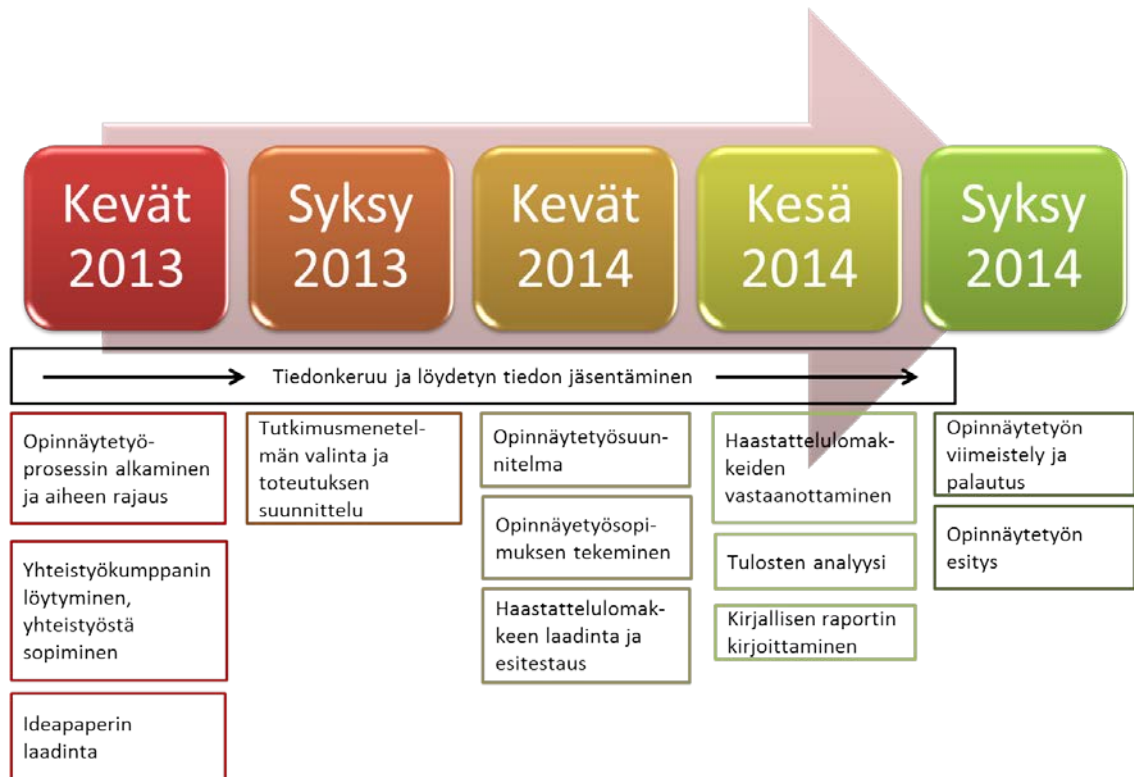 Kevät
2013
Syksy
2013
Kevät
2014
Kesä
2014
Syksy
2014
Tiedonkeruu ja löydetyn tiedon jäsentäminen
Opinnäytetyö-
prosessin alkaminen
ja aiheen rajaus
Yhteistyökumppanin
löytyminen,
yhteistyöstä
sopiminen
Ideapaperin
laadinta
Tutkimusmenetel-
män valinta ja
toteutuksen
suunnittelu
Opinnäytetyösuun-
nitelma
Opinnäyetyösopi-
muksen tekeminen
Haastattelulomak-
keen laadinta ja
esitestaus
Haastattelulomak-
keiden
vastaanottaminen
Tulosten analyysi
Kirjallisen raportin
kirjoittaminen
Opinnäytetyön
viimeistely ja
palautus
Opinnäytetyön
esitys